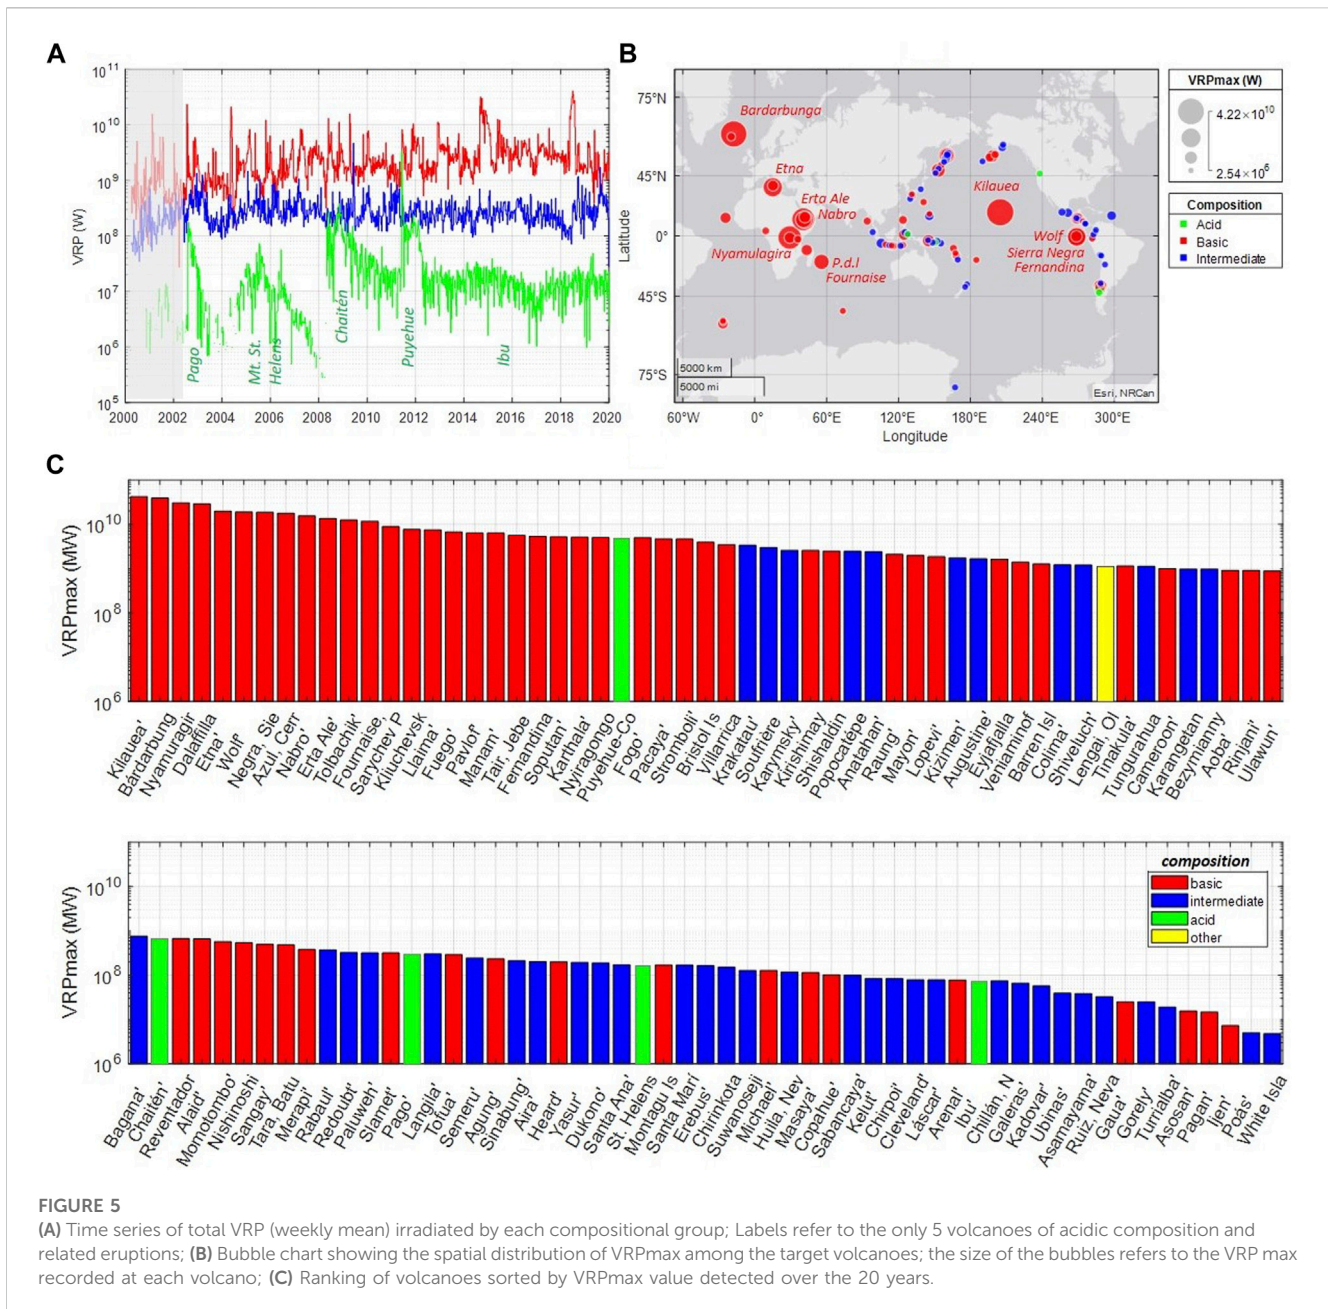 A
VRP (W)
10^11
10^10
10^9
10^8
10^7
10^6
10^5
2000 2002 2004 2006 2008 2010 2012 2014 2016 2018 2020
Pago
Mt. St.
Helens
Chaitén
Puyehue
Ibu
B
Latitude
75°N
45°N
0°
45°S
75°S
Bardarbunga
Etna
Erta Ale
Nabro
Kilauea
Nyamulagira
P.d.l
Fournaise
Wolf
Sierra Negra
Fernandina
5000 km
5000 mi
Esri, NRCan
60°W 0° 60°E 120°E 180°E 240°E 300°E
Longitude
VRPmax (W)
4.22×10^10
2.54×10^6
Composition
Acid
Basic
Intermediate
C
VRPmax (MW)
10^10
10^8
10^6
Kilauea'
Bárdarbung
Nyamuragir
Dalaffilla
Etna'
Wolf'
Negra, Sie
Azul, Cerr
Nabro'
Erta Ale'
Tolbachik'
Fournaise,
Sarychev P
Kliuchevsk
Llaima'
Fuego'
Pavlof'
Manam'
Tair, Jebe
Fernandina
Soputan'
Karthala'
Nyiragongo
Puyehue-Co
Fogo'
Pacaya'
Stromboli'
Bristol Is
Villarrica
Krakatau'
Soufrière
Karymsky'
Kirishimay
Shishaldin
Popocatépe
Anatahan'
Raung'
Mayon'
Lopevi'
Kizimen'
Augustine'
Eyjafjalla
Veniaminof
Barren Isl
Colima'
Shiveluch'
Lengai, Ol
Tinakula'
Tungurahua
Cameroon'
Karangetan
Bezymianny
Aoba'
Rinjani'
Ulawun'
VRPmax (MW)
10^10
10^8
10^6
composition
basic
intermediate
acid
other
Bagana'
Chaitén'
Reventador
Alaid'
Momotombo'
Nishinoshi
Sangay'
Tara, Batu
Merapi'
Rabaul'
Redoubt'
Paluweh'
Slamet'
Pago'
Langila'
Tofua'
Semeru'
Agung'
Sinabung'
Aira'
Heard'
Yasur'
Dukono'
Santa Ana'
St. Helens
Montagu Is
Santa Marí
Erebus'
Chirinkota
Suwanoseji
Michael'
Huila, Nev
Masaya'
Copahue'
Sabancaya'
Kelut'
Chirpoi'
Cleveland'
Láscar'
Arenal'
Ibu'
Chillán, N
Galeras'
Kadovar'
Ubinas'
Asamayama'
Ruiz, Neva
Gaua'
Gorely'
Turrialba'
Asosan'
Pagan'
Ijen'
Poás'
White Isla
FIGURE 5
(A) Time series of total VRP (weekly mean) irradiated by each compositional group; Labels refer to the only 5 volcanoes of acidic composition and
related eruptions; (B) Bubble chart showing the spatial distribution of VRPmax among the target volcanoes; the size of the bubbles refers to the VRP max
recorded at each volcano; (C) Ranking of volcanoes sorted by VRPmax value detected over the 20 years.